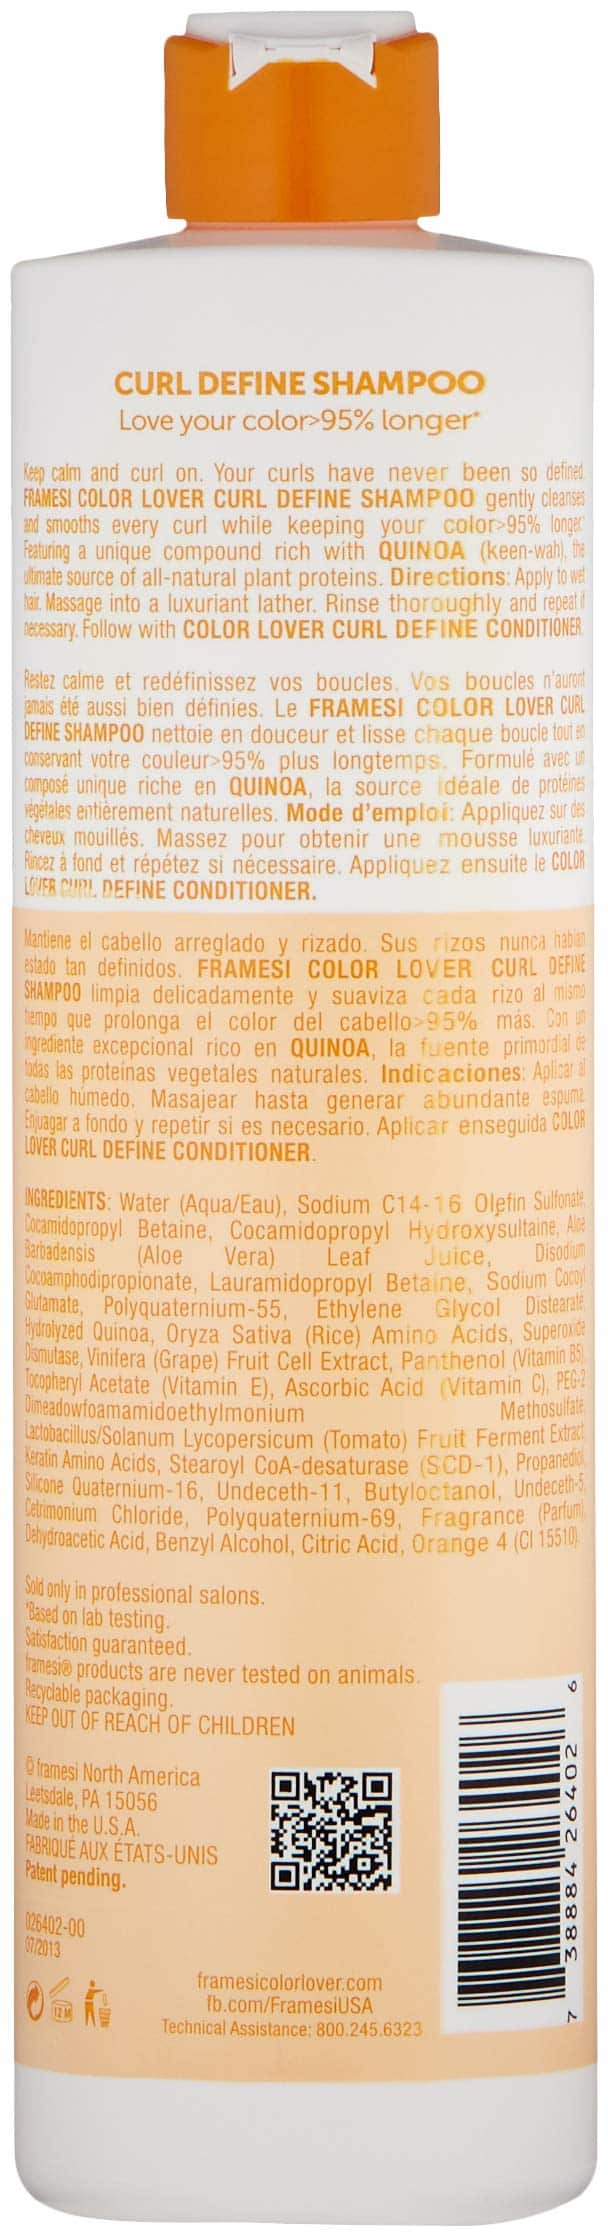 CURL DEFINE SHAMPOO
Love your color>95% longer*
Keep calm and curl on. Your curls have never been so defined.
FRAMESI COLOR LOVER CURL DEFINE SHAMPOO gently cleanses
and smooths every curl while keeping your color>95% longer.*
Featuring a unique compound rich with QUINOA (keen-wah), the
ultimate source of all-natural plant proteins. Directions: Apply to wet
hair. Massage into a luxuriant lather. Rinse thoroughly and repeat if
necessary. Follow with COLOR LOVER CURL DEFINE CONDITIONER.
Restez calme et redéfinissez vos boucles. Vos boucles n'auront
jamais été aussi bien définies. Le FRAMESI COLOR LOVER CURL
DEFINE SHAMPOO nettoie en douceur et lisse chaque boucle tout en
conservant votre couleur>95% plus longtemps. Formulé avec un
composé unique riche en QUINOA, la source idéale de protéines
végétales entièrement naturelles. Mode d'emploi: Appliquez sur des
cheveux mouillés. Massez pour obtenir une mousse luxuriante.
Rincez à fond et répétez si nécessaire. Appliquez ensuite le COLOR
LOVER CURL DEFINE CONDITIONER.
Mantiene el cabello arreglado y rizado. Sus rizos nunca habían
estado tan definidos. FRAMESI COLOR LOVER CURL DEFINE
SHAMPOO limpia delicadamente y suaviza cada rizo al mismo
tiempo que prolonga el color del cabello>95% más. Con un
ingrediente excepcional rico en QUINOA, la fuente primordial de
todas las proteínas vegetales naturales. Indicaciones: Aplicar al
cabello húmedo. Masajear hasta generar abundante espuma.
Enjuagar a fondo y repetir si es necesario. Aplicar enseguida COLOR
LOVER CURL DEFINE CONDITIONER.
INGREDIENTS: Water (Aqua/Eau), Sodium C14-16 Olefin Sulfonate,
Cocamidopropyl Betaine, Cocamidopropyl Hydroxysultaine, Aloe
Barbadensis (Aloe Vera) Leaf Juice, Disodium
Cocoamphodipropionate, Lauramidopropyl Betaine, Sodium Cocoyl
Glutamate, Polyquaternium-55, Ethylene Glycol Distearate,
Hydrolyzed Quinoa, Oryza Sativa (Rice) Amino Acids, Superoxide
Dismutase, Vinifera (Grape) Fruit Cell Extract, Panthenol (Vitamin B5),
Tocopheryl Acetate (Vitamin E), Ascorbic Acid (Vitamin C), PEG-2
Dimeadowfoamamidoethylmonium Methosulfate,
Lactobacillus/Solanum Lycopersicum (Tomato) Fruit Ferment Extract,
Keratin Amino Acids, Stearoyl CoA-desaturase (SCD-1), Propanediol,
Silicone Quaternium-16, Undeceth-11, Butyloctanol, Undeceth-5,
Cetrimonium Chloride, Polyquaternium-69, Fragrance (Parfum),
Dehydroacetic Acid, Benzyl Alcohol, Citric Acid, Orange 4 (CI 15510).
Sold only in professional salons.
*Based on lab testing.
Satisfaction guaranteed.
framesi® products are never tested on animals.
Recyclable packaging.
KEEP OUT OF REACH OF CHILDREN
© framesi North America
Leetsdale, PA 15056
Made in the U.S.A.
FABRIQUÉ AUX ÉTATS-UNIS
Patent pending.
026402-00
07/2013
12 M
framesicolorlover.com
fb.com/FramesiUSA
Technical Assistance: 800.245.6323
7 38884 26402 6